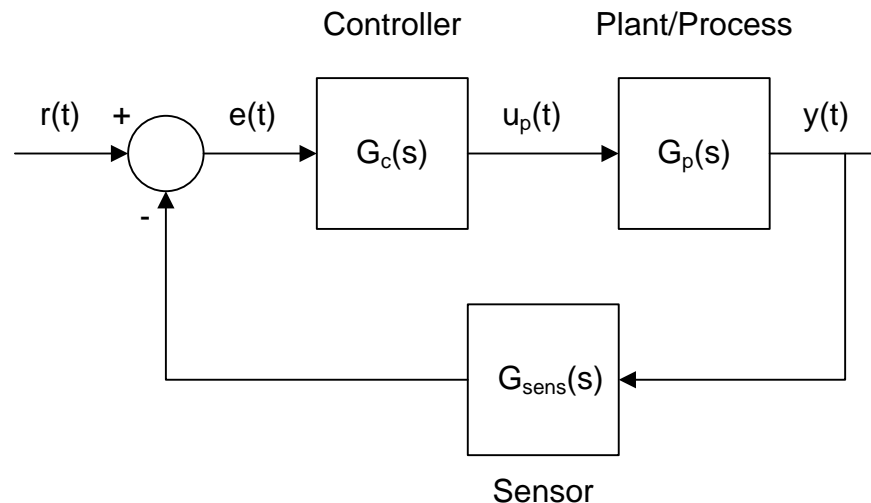 Controller
Plant/Process
r(t)
+
e(t)
G_c(s)
u_p(t)
G_p(s)
y(t)
-
G_sens(s)
Sensor